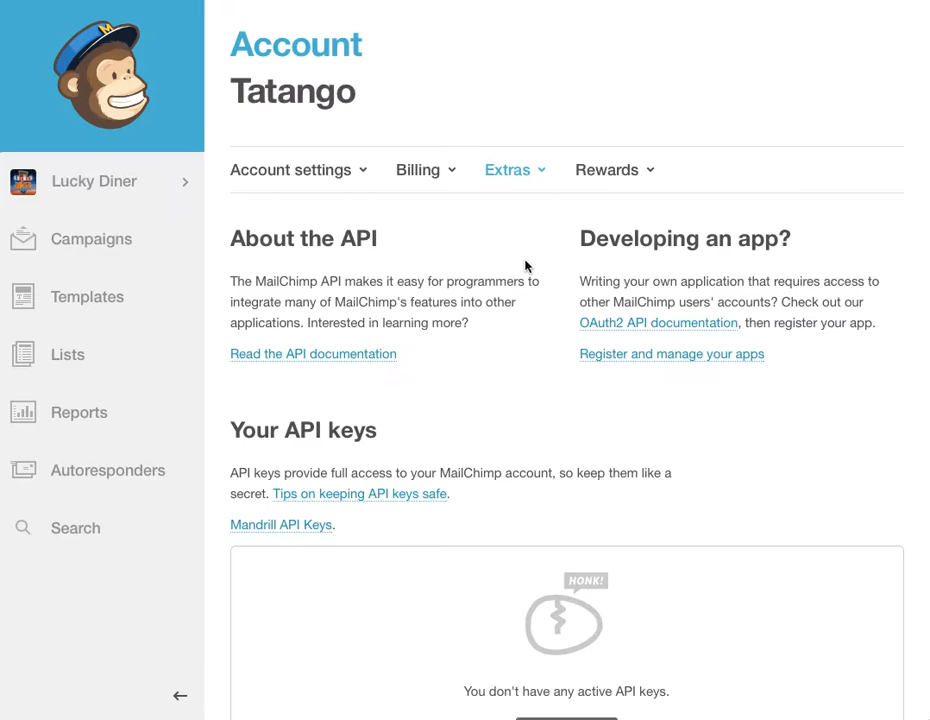 Account
Tatango
Account settings
Billing
Extras
Rewards
Lucky Diner
Campaigns
Templates
Lists
Reports
Autoresponders
Search
About the API
The MailChimp API makes it easy for programmers to
integrate many of MailChimp's features into other
applications. Interested in learning more?
Read the API documentation
Developing an app?
Writing your own application that requires access to
other MailChimp users' accounts? Check out our
OAuth2 API documentation, then register your app.
Register and manage your apps
Your API keys
API keys provide full access to your MailChimp account, so keep them like a
secret. Tips on keeping API keys safe.
Mandrill API Keys.
HONK!
You don't have any active API keys.